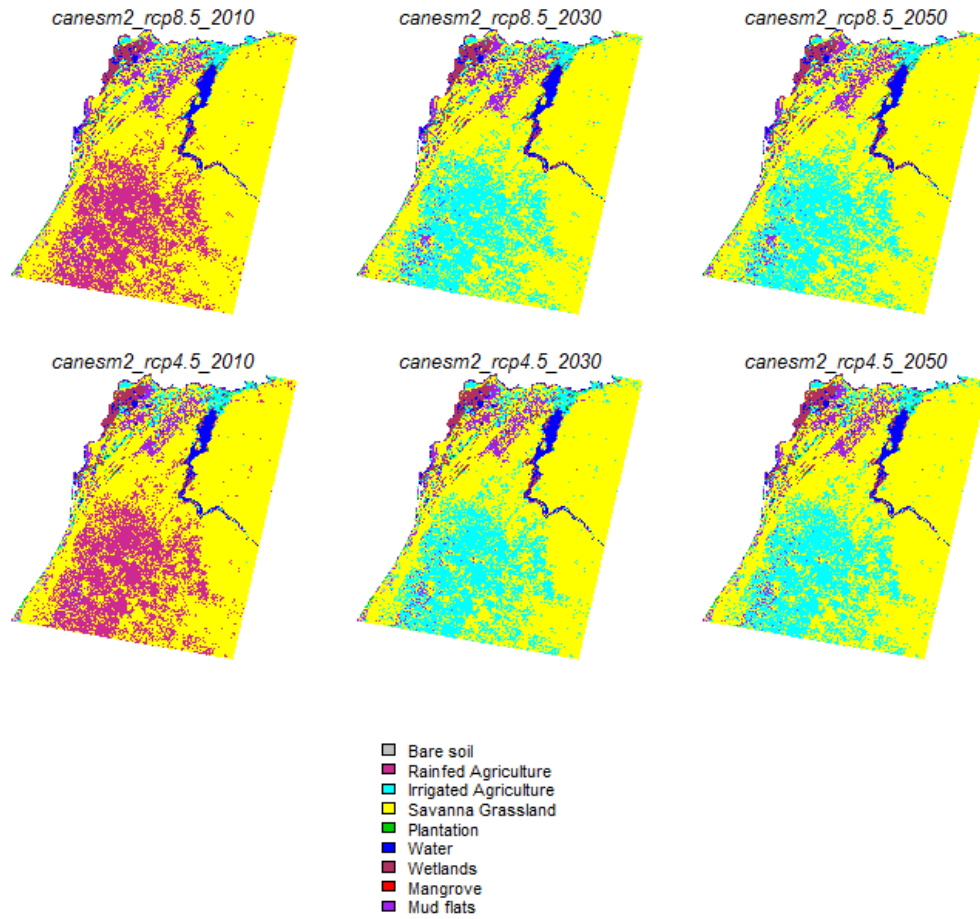 canesm2_rcp8.5_2010
canesm2_rcp8.5_2030
canesm2_rcp8.5_2050
canesm2_rcp4.5_2010
canesm2_rcp4.5_2030
canesm2_rcp4.5_2050
Bare soil
Rainfed Agriculture
Irrigated Agriculture
Savanna Grassland
Plantation
Water
Wetlands
Mangrove
Mud flats